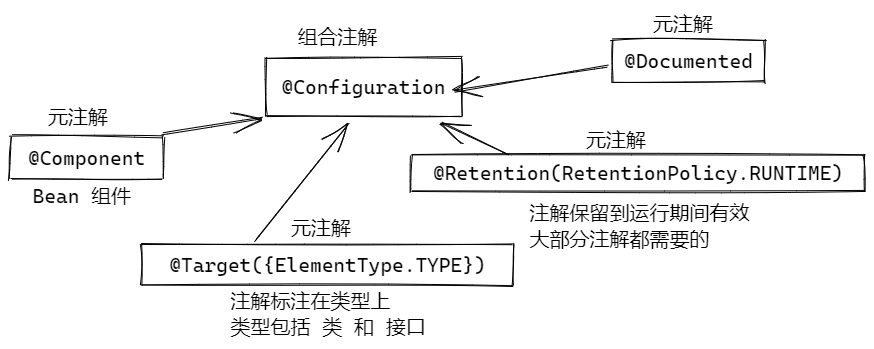 组合注解
@Configuration
元注解
@Documented
元注解
@Component
Bean 组件
元注解
@Retention(RetentionPolicy.RUNTIME)
注解保留到运行期间有效
大部分注解都需要的
元注解
@Target({ElementType.TYPE})
注解标注在类型上
类型包括 类 和 接口